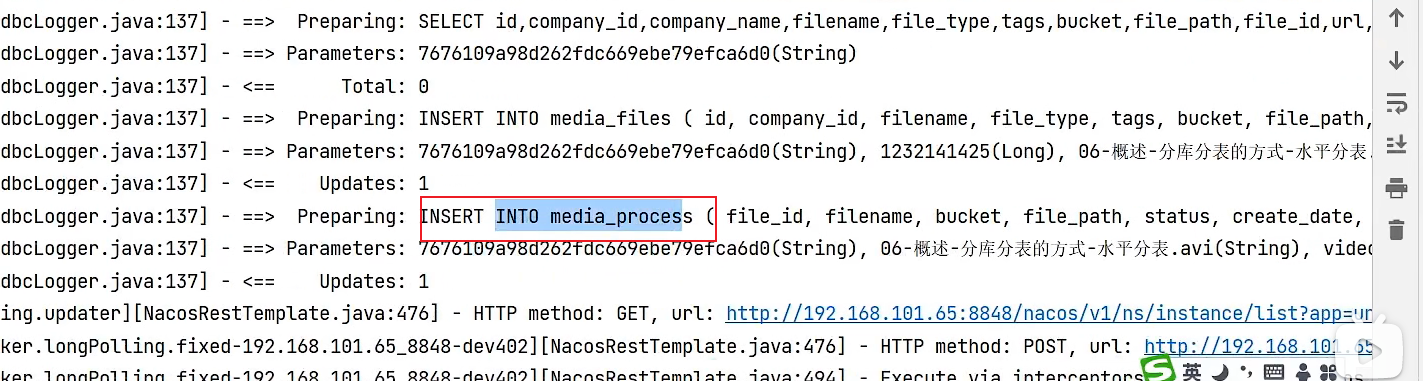 dbcLogger.java:137] - ==>  Preparing: SELECT id,company_id,company_name,filename,file_type,tags,bucket,file_path,file_id,url,
dbcLogger.java:137] - ==> Parameters: 7676109a98d262fdc669ebe79efca6d0(String)
dbcLogger.java:137] - <==      Total: 0
dbcLogger.java:137] - ==>  Preparing: INSERT INTO media_files ( id, company_id, filename, file_type, tags, bucket, file_path,
dbcLogger.java:137] - ==> Parameters: 7676109a98d262fdc669ebe79efca6d0(String), 1232141425(Long), 06-概述-分库分表的方式-水平分表.
dbcLogger.java:137] - <==    Updates: 1
dbcLogger.java:137] - ==>  Preparing: INSERT INTO media_process ( file_id, filename, bucket, file_path, status, create_date,
dbcLogger.java:137] - ==> Parameters: 7676109a98d262fdc669ebe79efca6d0(String), 06-概述-分库分表的方式-水平分表.avi(String), video
dbcLogger.java:137] - <==    Updates: 1
ing.updater][NacosRestTemplate.java:476] - HTTP method: GET, url: http://192.168.101.65:8848/nacos/v1/ns/instance/list?app=un
ker.longPolling.fixed-192.168.101.65_8848-dev402][NacosRestTemplate.java:476] - HTTP method: POST, url: http://192.168.101.65
ker.longPolling.fixed-192.168.101.65_8848-dev402][NacosRestTemplate.java:494] - Execute via interceptors
英